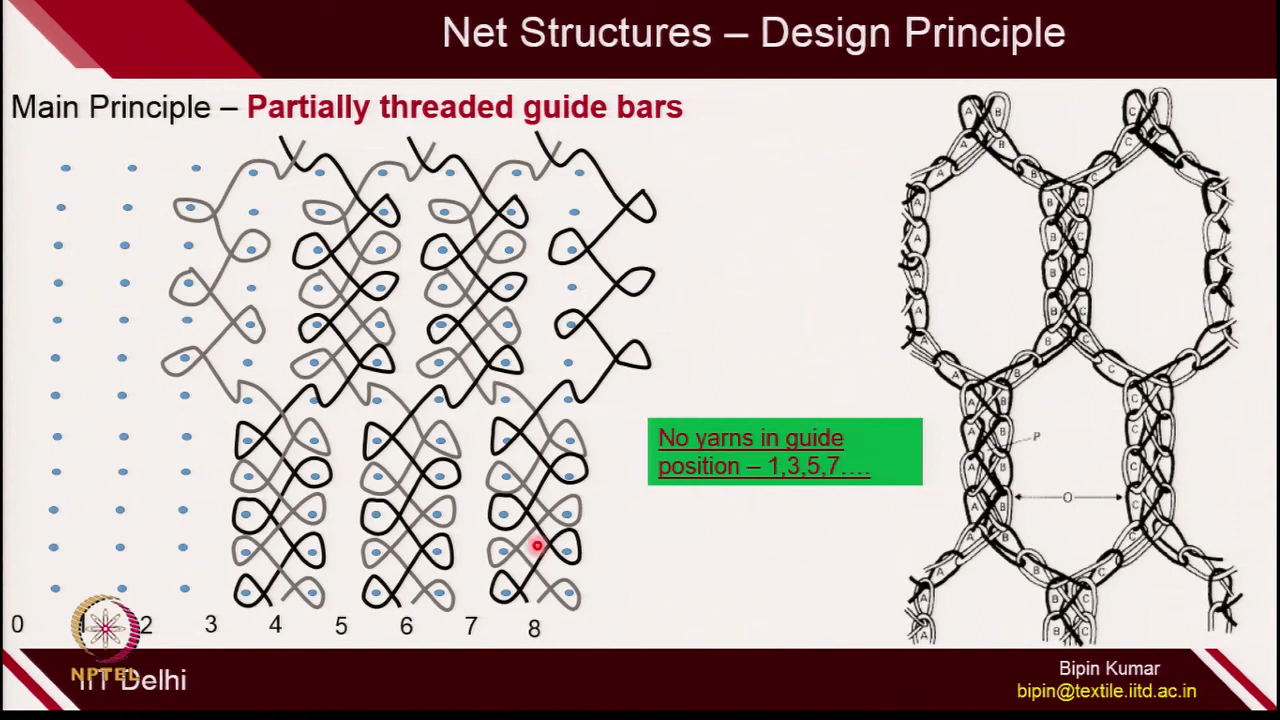 Net Structures – Design Principle
Main Principle – Partially threaded guide bars
No yarns in guide
position – 1,3,5,7….
A B C
A B C
A A B C C
A B C
A B C
A B C
A B C
A B B C
A B C
A B C P
A B C
A B C O
A B C
A B C
A B C
A B C
0 1 2 3 4 5 6 7 8
NPTEL
IIT Delhi
Bipin Kumar
bipin@textile.iitd.ac.in